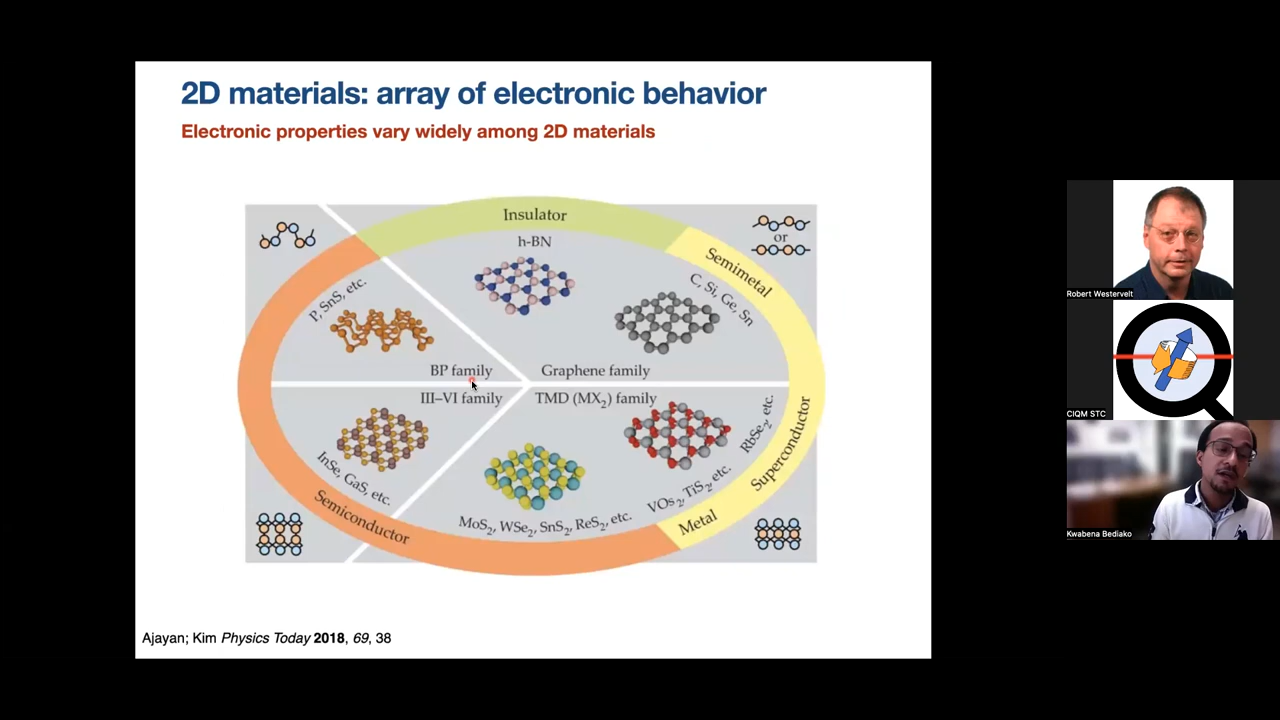 2D materials: array of electronic behavior
Electronic properties vary widely among 2D materials
Insulator
h-BN
or
Semimetal
C, Si, Ge, Sn
P, SnS, etc.
BP family
Graphene family
III–VI family
TMD (MX2) family
RbSe2, etc.
Superconductor
InSe, GaS, etc.
VOs2, TiS2, etc.
MoS2, WSe2, SnS2, ReS2, etc.
Metal
Semiconductor
Ajayan; Kim Physics Today 2018, 69, 38
Robert Westervelt
CIQM STC
Kwabena Bediako